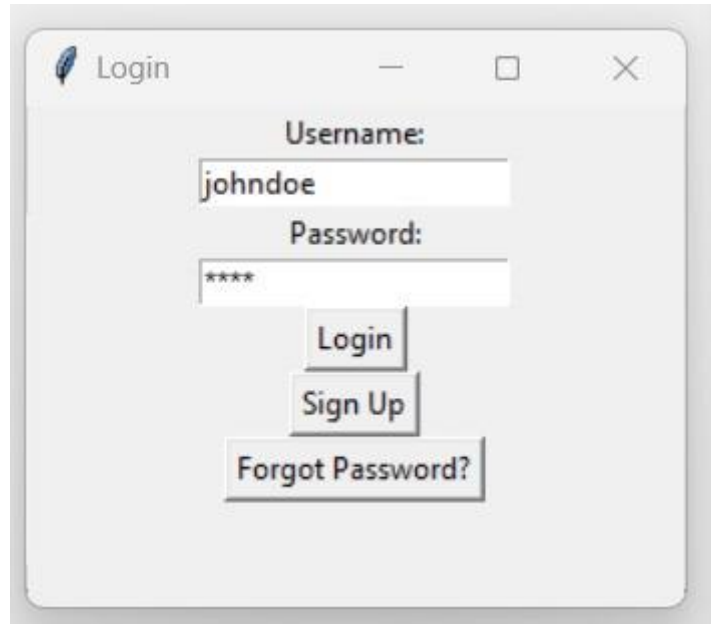 Login
Username:
johndoe
Password:
****
Login
Sign Up
Forgot Password?